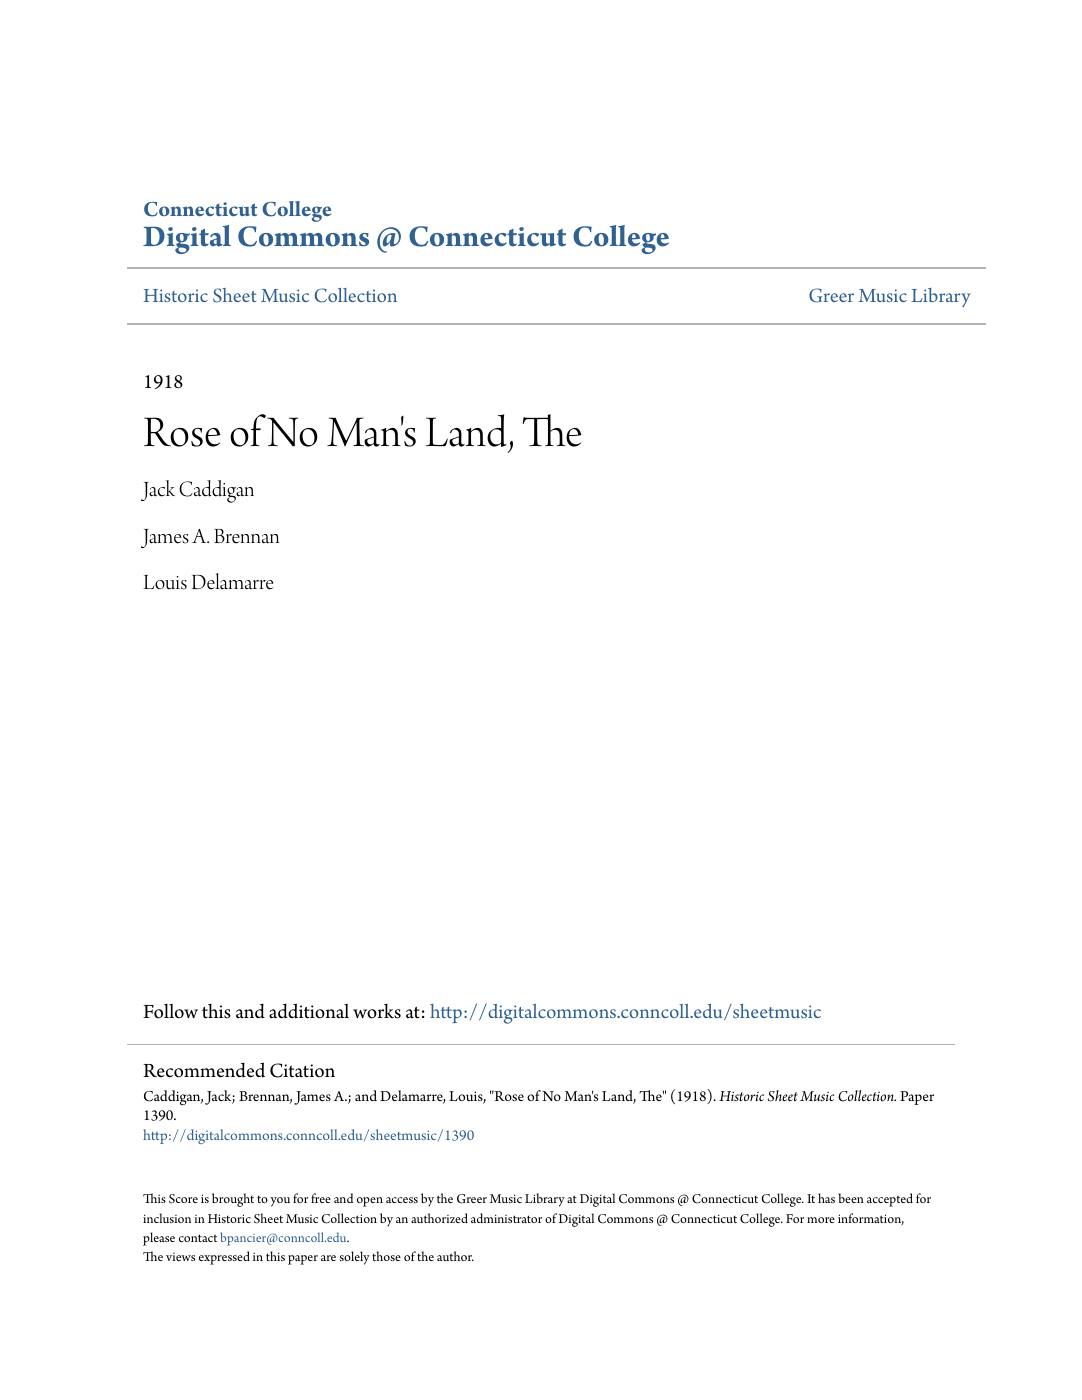 Connecticut College
Digital Commons @ Connecticut College
Historic Sheet Music Collection
Greer Music Library
1918
Rose of No Man's Land, The
Jack Caddigan
James A. Brennan
Louis Delamarre
Follow this and additional works at: http://digitalcommons.conncoll.edu/sheetmusic
Recommended Citation
Caddigan, Jack; Brennan, James A.; and Delamarre, Louis, "Rose of No Man's Land, The" (1918). Historic Sheet Music Collection. Paper
1390.
http://digitalcommons.conncoll.edu/sheetmusic/1390
This Score is brought to you for free and open access by the Greer Music Library at Digital Commons @ Connecticut College. It has been accepted for
inclusion in Historic Sheet Music Collection by an authorized administrator of Digital Commons @ Connecticut College. For more information,
please contact bpancier@conncoll.edu.
The views expressed in this paper are solely those of the author.